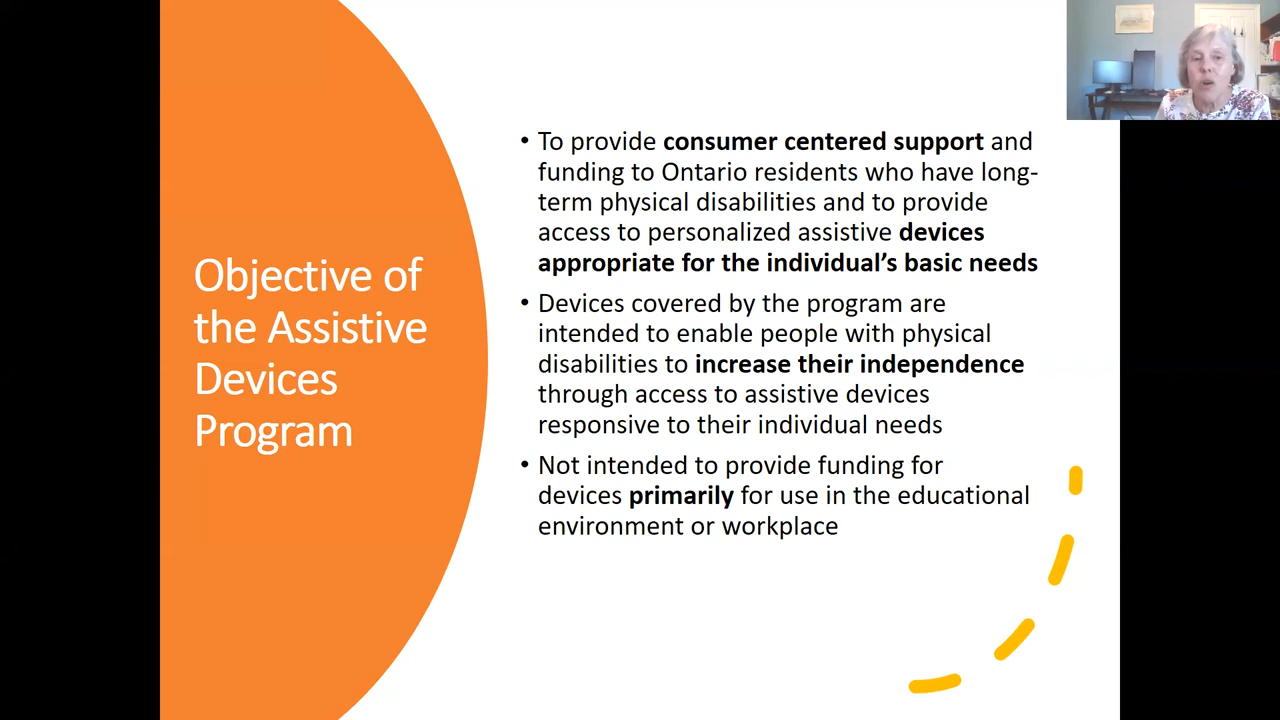 Objective of
the Assistive
Devices
Program
• To provide consumer centered support and
funding to Ontario residents who have long-
term physical disabilities and to provide
access to personalized assistive devices
appropriate for the individual’s basic needs
• Devices covered by the program are
intended to enable people with physical
disabilities to increase their independence
through access to assistive devices
responsive to their individual needs
• Not intended to provide funding for
devices primarily for use in the educational
environment or workplace